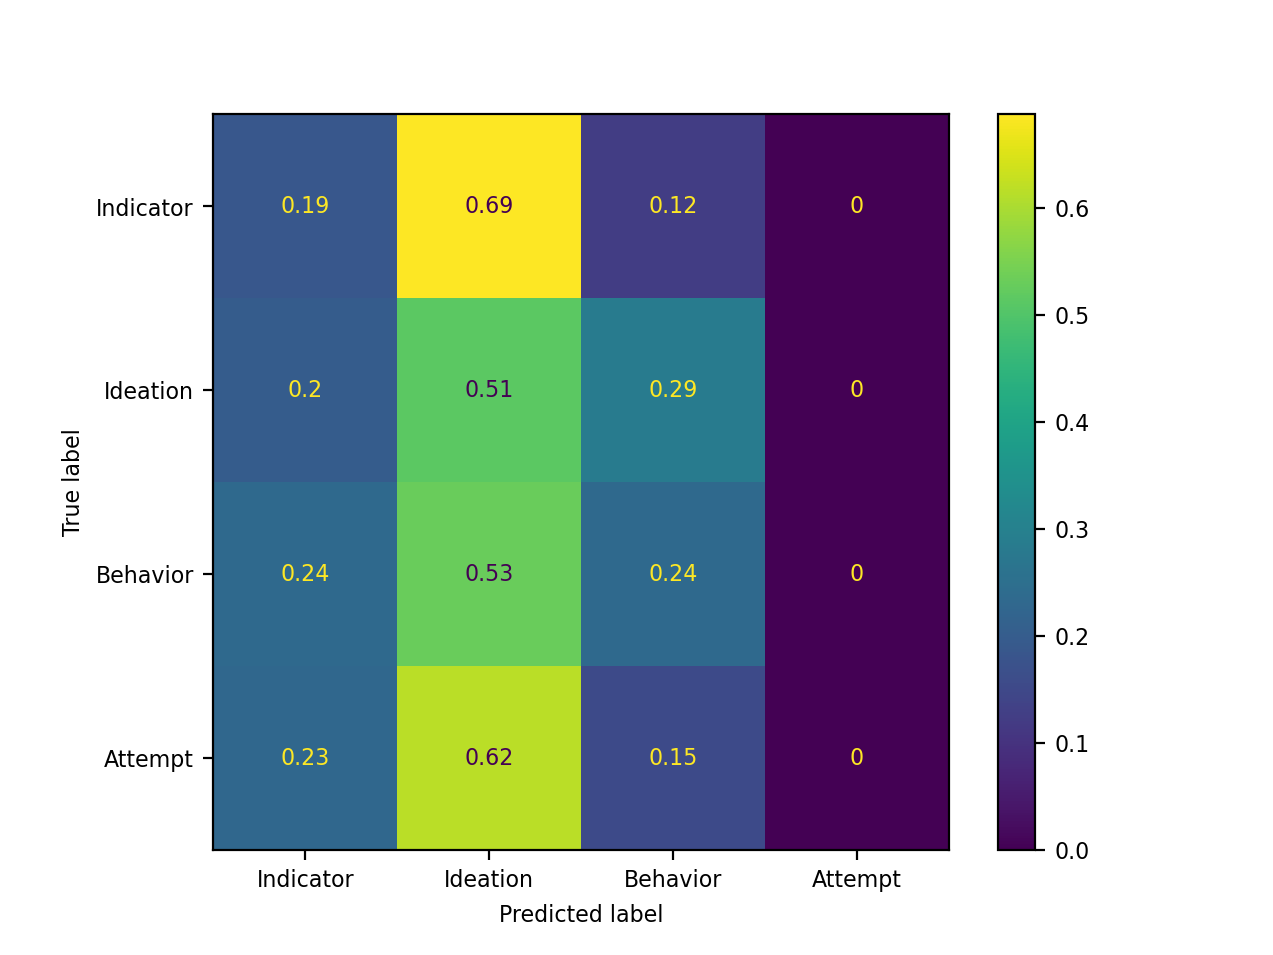 Indicator 0.19 0.69 0.12 0
Ideation 0.2 0.51 0.29 0
Behavior 0.24 0.53 0.24 0
Attempt 0.23 0.62 0.15 0
Indicator Ideation Behavior Attempt
Predicted label
True label
0.6
0.5
0.4
0.3
0.2
0.1
0.0